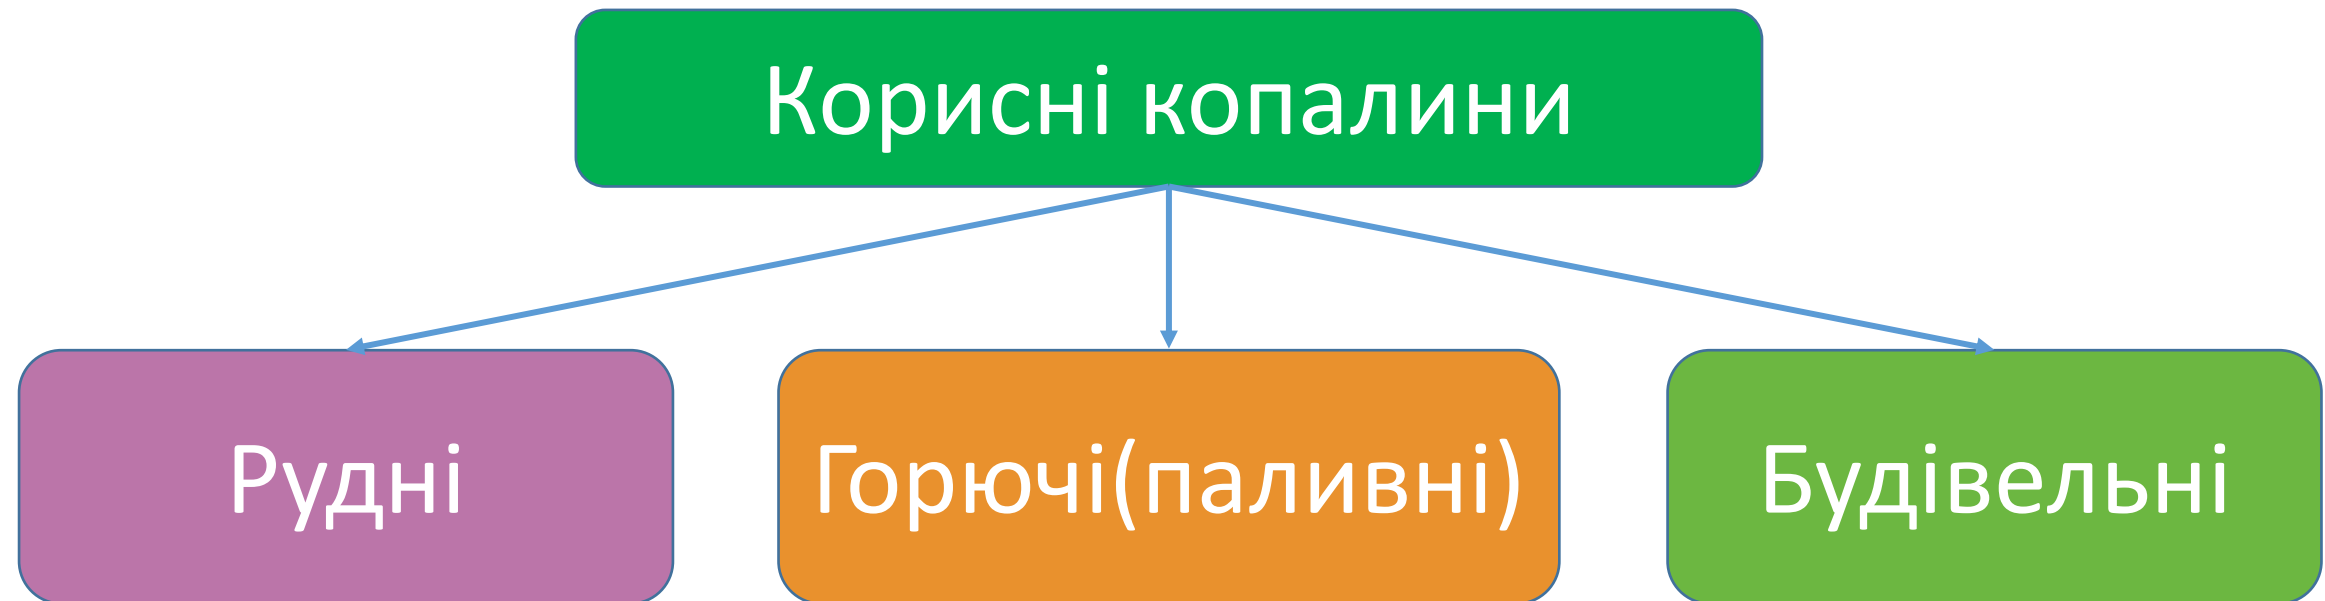 Корисні копалини
Рудні
Горючі(паливні)
Будівельні